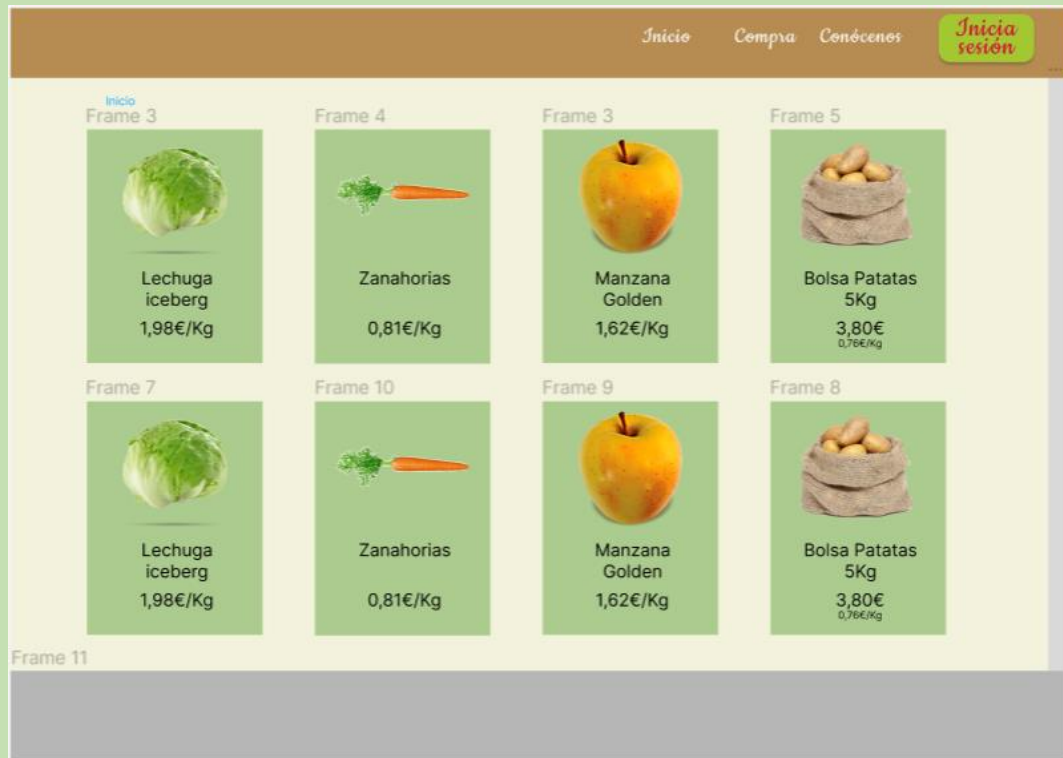 Inicio Compra Conócenos Inicia
sesión
Inicio
Frame 3 Frame 4 Frame 3 Frame 5
Lechuga Zanahorias Manzana Bolsa Patatas
iceberg Golden 5Kg
1,98€/Kg 0,81€/Kg 1,62€/Kg 3,80€
0,76€/Kg
Frame 7 Frame 10 Frame 9 Frame 8
Lechuga Zanahorias Manzana Bolsa Patatas
iceberg Golden 5Kg
1,98€/Kg 0,81€/Kg 1,62€/Kg 3,80€
0,76€/Kg
Frame 11